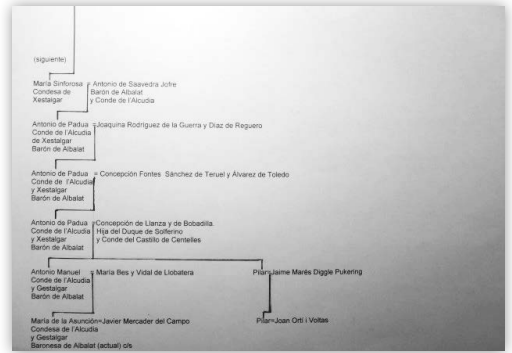 (siguiente)
María Sinforosa = Antonio de Saavedra Jofre
Condesa de Barón de Albalat
Xestalgar y Conde de l'Alcudia
Antonio de Padua =Joaquina Rodríguez de la Guerra y Diaz de Reguero
Conde de l'Alcudia
de Xestalgar
Barón de Albalat
Antonio de Padua = Concepción Fontes Sánchez de Teruel y Álvarez de Toledo
Conde de l'Alcudia
y Xestalgar
Barón de Albalat
Antonio de Padua =Concepción de Llanza y de Bobadilla.
Conde de l'Alcudia Hija del Duque de Solferino
y Xestalgar y Conde del Castillo de Centelles
Barón de Albalat
Antonio Manuel = María Bes y Vidal de Llobatera Pilar=Jaime Marés Diggle Pukering
Conde de l'Alcudia
y Gestalgar
Barón de Albalat
María de la Asunción=Javier Mercader del Campo Pilar=Joan Ortí i Voltas
Condesa de l'Alcudia
y Gestalgar
Baronesa de Albalat (actual) c/s